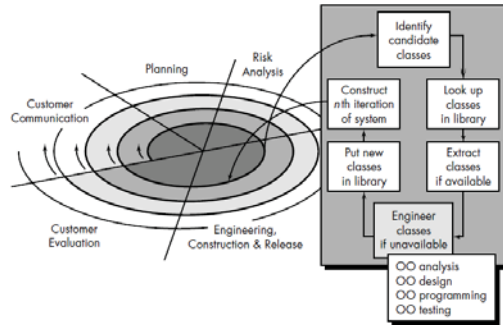 Planning
Risk
Analysis
Customer
Communication
Customer
Evaluation
Engineering,
Construction & Release
Identify
candidate
classes
Look up
classes
in library
Extract
classes
if available
Engineer
classes
if unavailable
Put new
classes
in library
Construct
nth iteration
of system
OO analysis
OO design
OO programming
OO testing